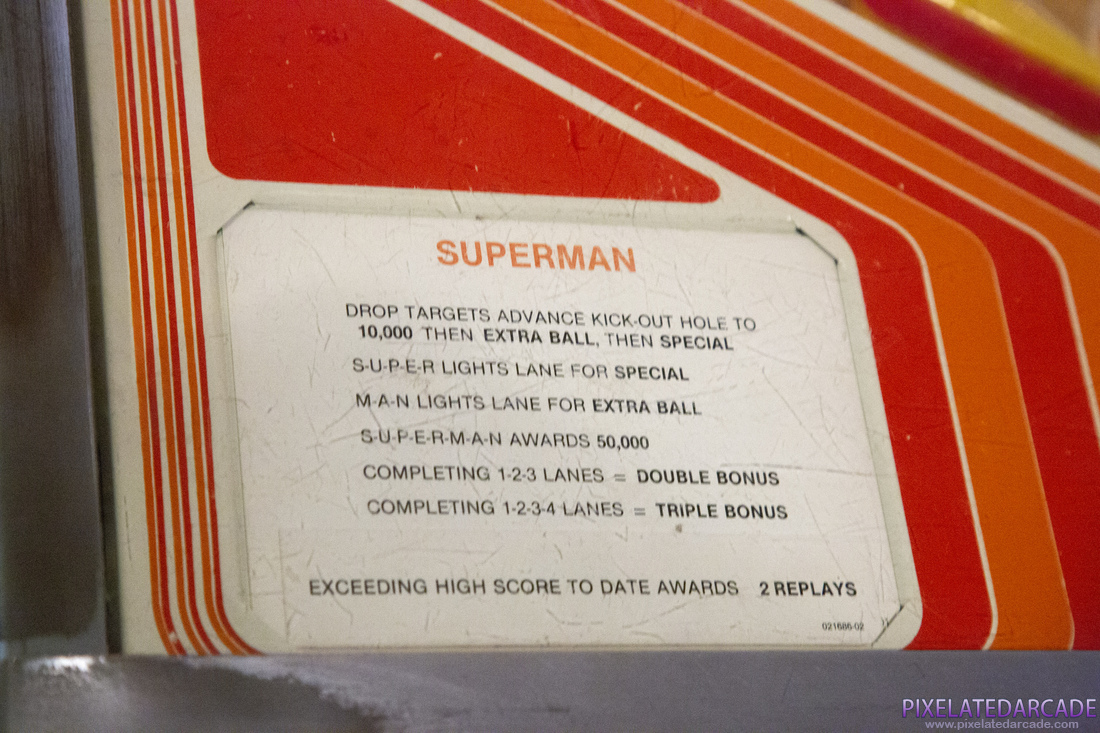 SUPERMAN
DROP TARGETS ADVANCE KICK-OUT HOLE TO
10,000 THEN EXTRA BALL, THEN SPECIAL
S-U-P-E-R LIGHTS LANE FOR SPECIAL
M-A-N LIGHTS LANE FOR EXTRA BALL
S-U-P-E-R-M-A-N AWARDS 50,000
COMPLETING 1-2-3 LANES = DOUBLE BONUS
COMPLETING 1-2-3-4 LANES = TRIPLE BONUS
EXCEEDING HIGH SCORE TO DATE AWARDS 2 REPLAYS
021686-02
PIXELATEDARCADE
www.pixelatedarcade.com